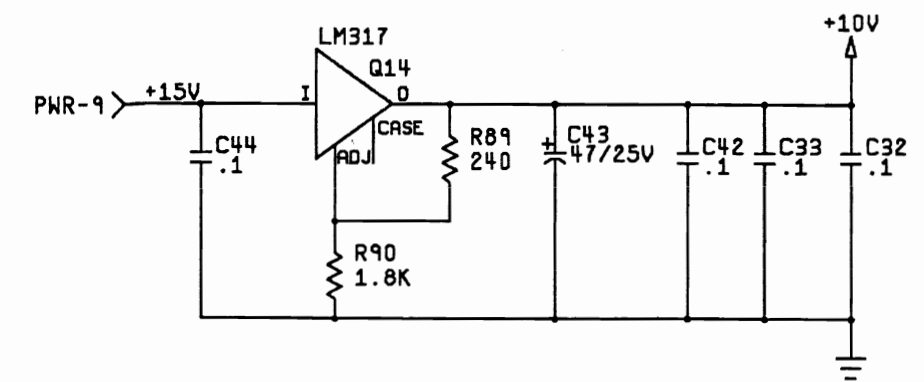 +10V
LM317
Q14
PWR-9
+15V
I
O
CASE
ADJ
C44
.1
R89
240
+
C43
47/25V
C42
.1
C33
.1
C32
.1
R90
1.8K